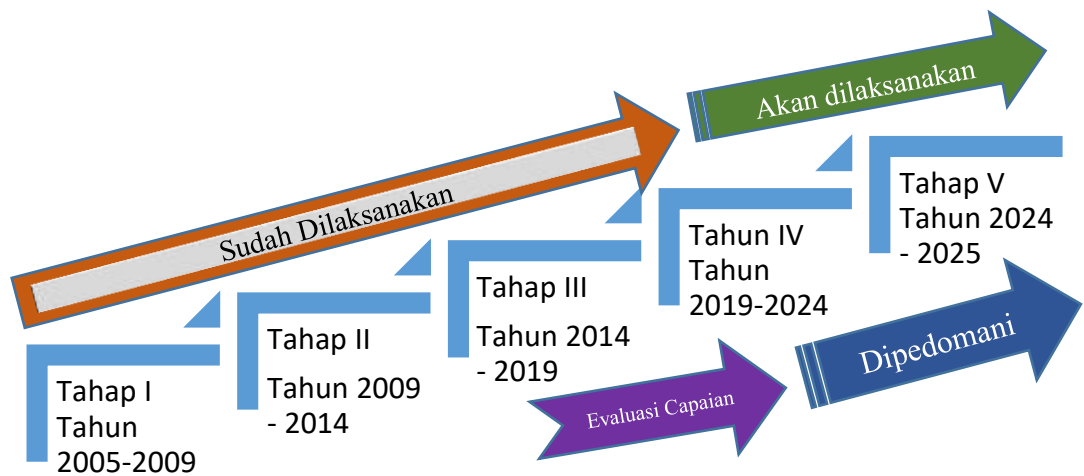 Sudah Dilaksanakan
Akan dilaksanakan
Tahap I
Tahun
2005-2009
Tahap II
Tahun 2009
- 2014
Tahap III
Tahun 2014
- 2019
Tahun IV
Tahun
2019-2024
Tahap V
Tahun 2024
- 2025
Evaluasi Capaian
Dipedomani